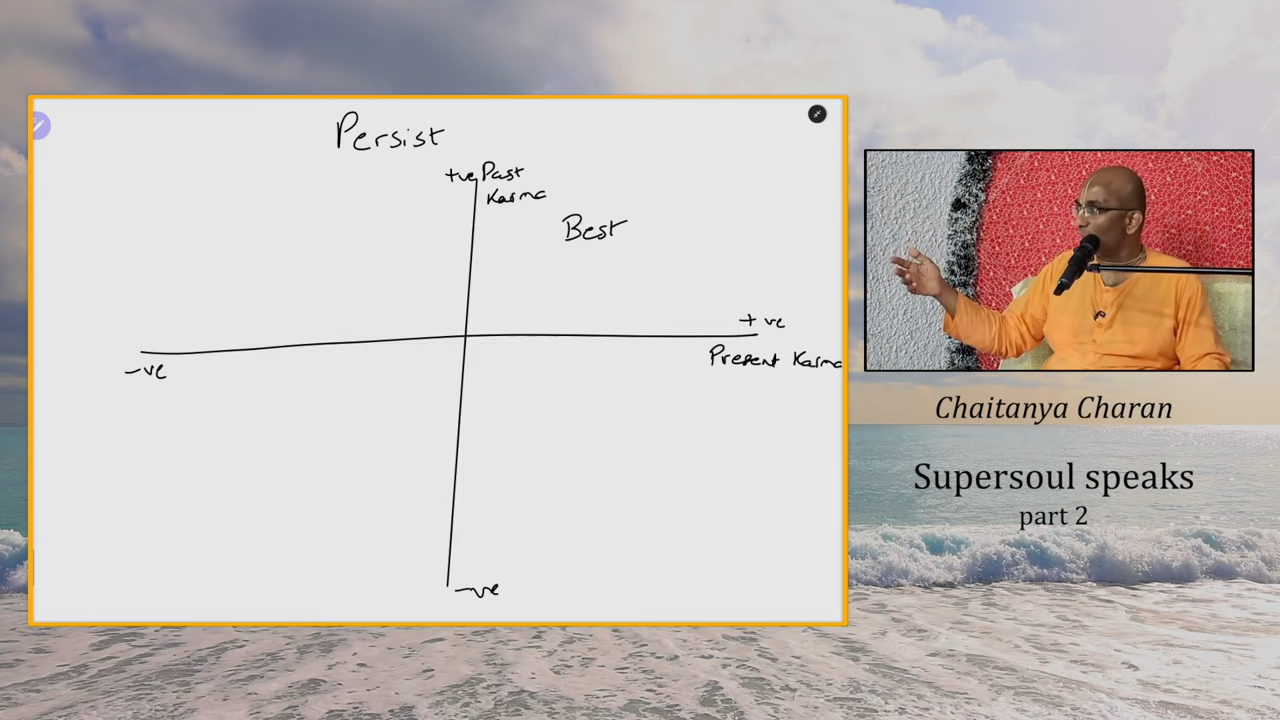 Persist
+ve Past
Karma
Best
+ve
Present Karma
-ve
-ve
Chaitanya Charan
Supersoul speaks
part 2